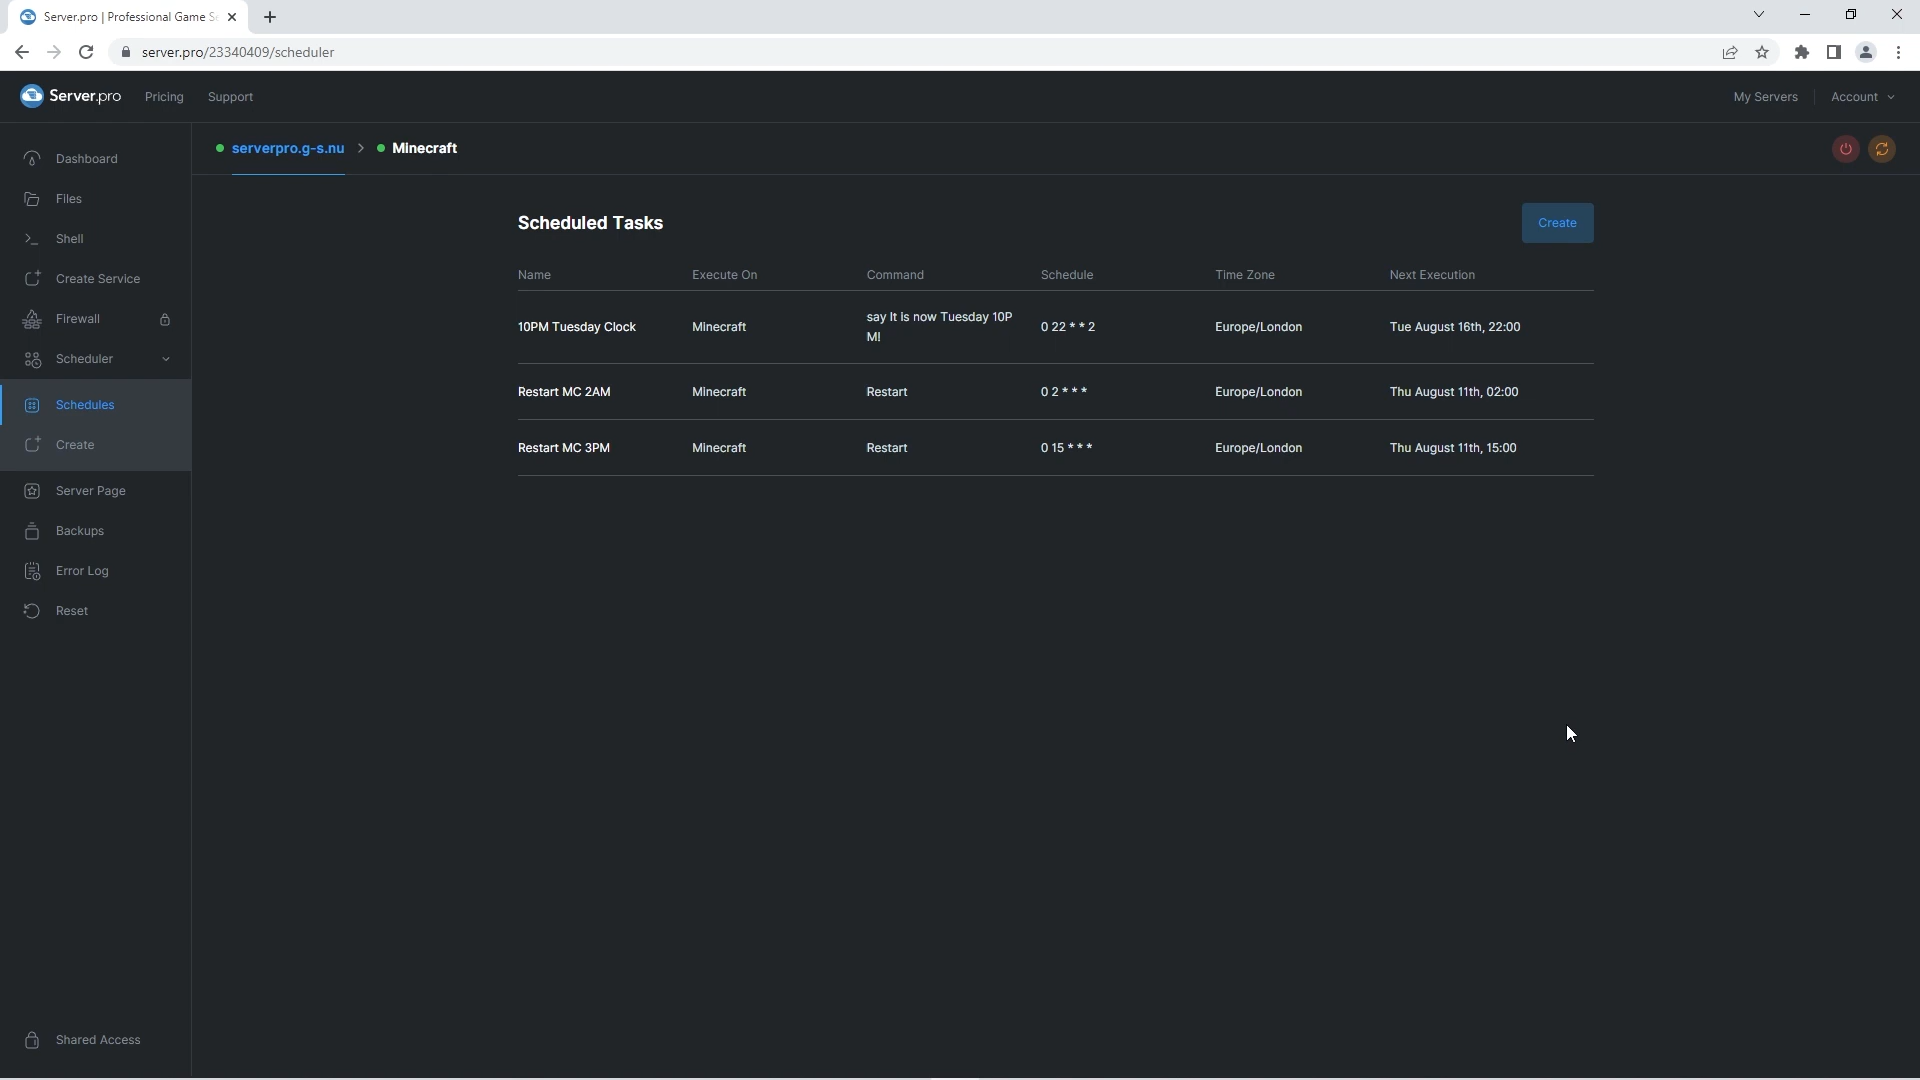 Server.pro | Professional Game Se
server.pro/23340409/scheduler
Server.pro Pricing Support My Servers Account
serverpro.g-s.nu > Minecraft
Dashboard
Files
Shell
Create Service
Firewall
Scheduler
Schedules
Create
Server Page
Backups
Error Log
Reset
Shared Access
Scheduled Tasks Create
Name Execute On Command Schedule Time Zone Next Execution
10PM Tuesday Clock Minecraft say It is now Tuesday 10P
M! 0 22 * * 2 Europe/London Tue August 16th, 22:00
Restart MC 2AM Minecraft Restart 0 2 * * * Europe/London Thu August 11th, 02:00
Restart MC 3PM Minecraft Restart 0 15 * * * Europe/London Thu August 11th, 15:00